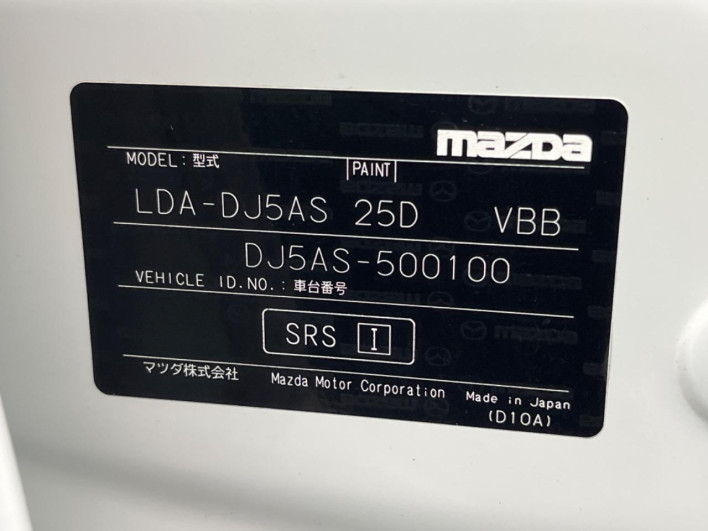 mazda
MODEL : 型式 PAINT
LDA-DJ5AS 25D VBB
DJ5AS-500100
VEHICLE ID.NO. : 車台番号
SRS I
マツダ株式会社 Mazda Motor Corporation Made in Japan
(D10A)